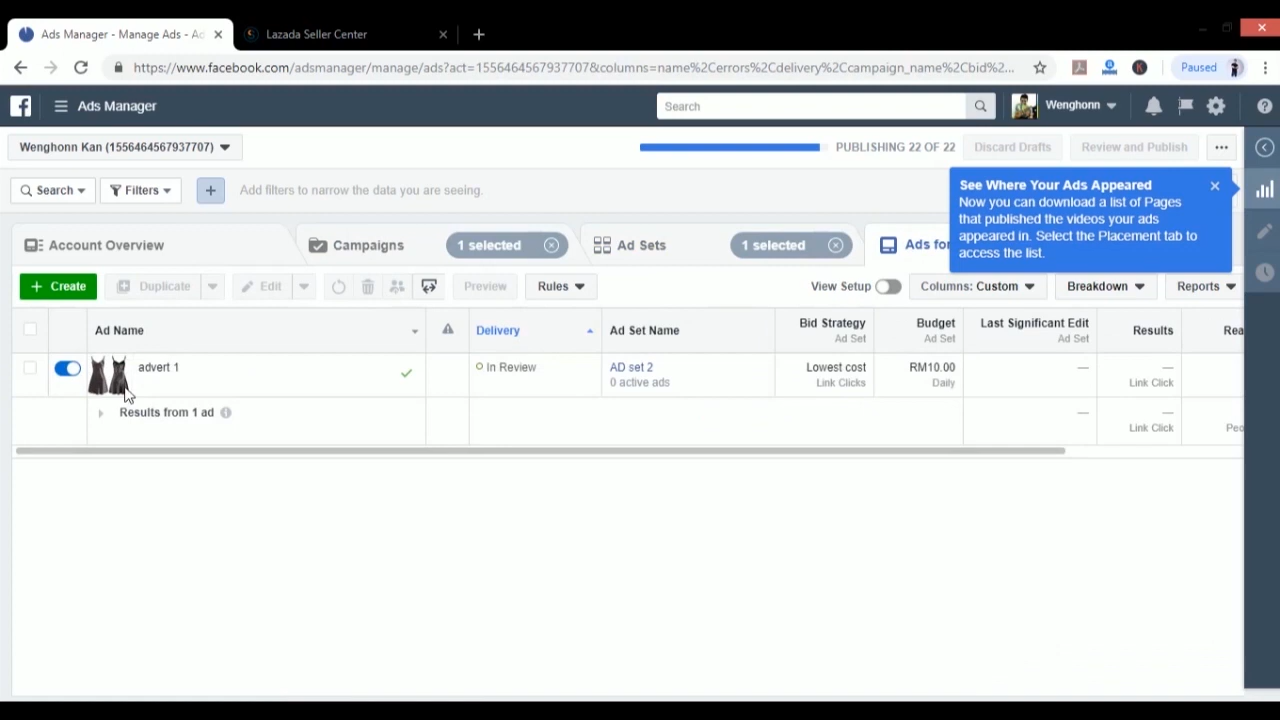 Ads Manager - Manage Ads - Ad
Lazada Seller Center
https://www.facebook.com/adsmanager/manage/ads?act=1556464567937707&columns=name%2Cerrors%2Cdelivery%2Ccampaign_name%2Cbid%2...
Paused
Ads Manager
Search
Wenghonn
Wenghonn Kan (1556464567937707)
PUBLISHING 22 OF 22
Discard Drafts
Review and Publish
Search
Filters
Add filters to narrow the data you are seeing.
See Where Your Ads Appeared
Now you can download a list of Pages
that published the videos your ads
appeared in. Select the Placement tab to
access the list.
Account Overview
Campaigns
1 selected
Ad Sets
1 selected
Ads for
+ Create
Duplicate
Edit
Preview
Rules
View Setup
Columns: Custom
Breakdown
Reports
Ad Name
Delivery
Ad Set Name
Bid Strategy
Ad Set
Budget
Ad Set
Last Significant Edit
Ad Set
Results
Rea
advert 1
In Review
AD set 2
0 active ads
Lowest cost
Link Clicks
RM10.00
Daily
—
—
Link Click
Results from 1 ad
—
—
Link Click
Peo